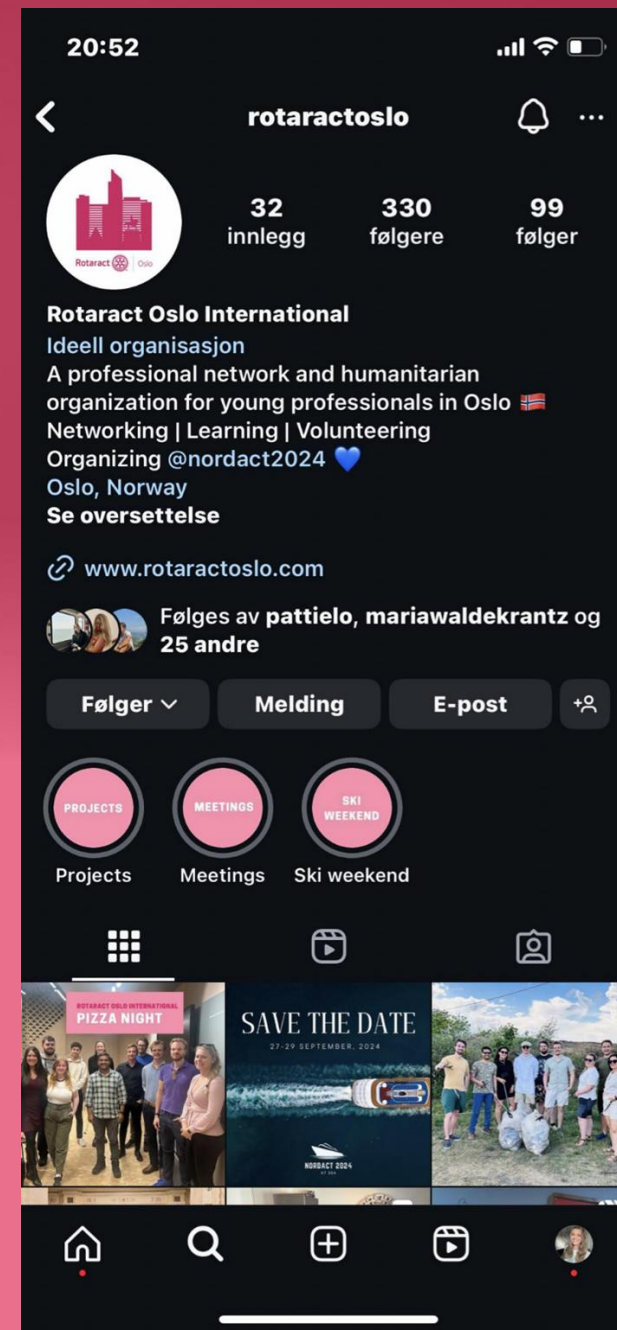 20:52
rotaractoslo
32
innlegg
330
følgere
99
følger
Rotaract
Oslo
Rotaract Oslo International
Ideell organisasjon
A professional network and humanitarian
organization for young professionals in Oslo 🇳🇴
Networking | Learning | Volunteering
Organizing @nordact2024 💙
Oslo, Norway
Se oversettelse
www.rotaractoslo.com
Følges av pattielo, mariawaldekrantz og
25 andre
Følger
Melding
E-post
PROJECTS
MEETINGS
SKI
WEEKEND
Projects
Meetings
Ski weekend
ROTARACT OSLO INTERNATIONAL
PIZZA NIGHT
SAVE THE DATE
27-29 SEPTEMBER, 2024
NORDACT 2024
AT SEA